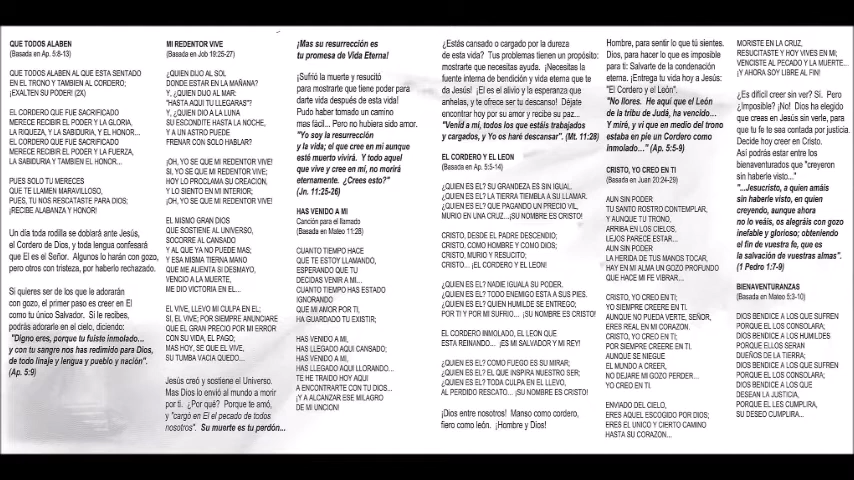 QUE TODOS ALABEN
(Basada en Ap. 5:8-13)
QUE TODOS ALABEN AL QUE ESTA SENTADO
EN EL TRONO Y TAMBIEN AL CORDERO;
¡EXALTEN SU PODER! (2X)
EL CORDERO QUE FUE SACRIFICADO
MERECE RECIBIR EL PODER Y LA GLORIA,
LA RIQUEZA, Y LA SABIDURIA, Y EL HONOR...
EL CORDERO QUE FUE SACRIFICADO
MERECE RECIBIR EL PODER Y LA FUERZA,
LA SABIDURIA Y TAMBIEN EL HONOR...
PUES SOLO TU MERECES
QUE TE LLAMEN MARAVILLOSO,
PUES, TU NOS RESCATASTE PARA DIOS;
¡RECIBE ALABANZA Y HONOR!
Un día toda rodilla se doblará ante Jesús,
el Cordero de Dios, y toda lengua confesará
que El es el Señor. Algunos lo harán con gozo,
pero otros con tristeza, por haberlo rechazado.
Si quieres ser de los que le adorarán
con gozo, el primer paso es creer en El
como tu único Salvador. Si le recibes,
podrás adorarle en el cielo, diciendo:
"Digno eres, porque tu fuiste inmolado...
y con tu sangre nos has redimido para Dios,
de todo linaje y lengua y pueblo y nación".
(Ap. 5:9)
MI REDENTOR VIVE
(Basada en Job 19:25-27)
¿QUIEN DIJO AL SOL
DONDE ESTAR EN LA MAÑANA?
Y, ¿QUIEN DIJO AL MAR:
"HASTA AQUI TU LLEGARAS"?
Y ¿QUIEN DIO A LA LUNA
SU ESCONDITE HASTA LA NOCHE,
Y A UN ASTRO PUEDE
FRENAR CON SOLO HABLAR?
¡OH, YO SE QUE MI REDENTOR VIVE!
SI, YO SE QUE MI REDENTOR VIVE;
HOY LO PROCLAMA SU CREACION,
Y LO SIENTO EN MI INTERIOR;
¡OH, YO SE QUE MI REDENTOR VIVE!
EL MISMO GRAN DIOS
QUE SOSTIENE AL UNIVERSO,
SOCORRE AL CANSADO
Y AL QUE YA NO PUEDE MAS;
Y ESA MISMA TIERNA MANO
QUE ME ALIENTA SI DESMAYO,
VENCIO A LA MUERTE,
ME DIO VICTORIA EN EL...
EL VIVE, LLEVO MI CULPA EN EL;
SI, EL VIVE; POR SIEMPRE ANUNCIARE
QUE EL GRAN PRECIO POR MI ERROR
CON SU VIDA, EL PAGO;
MAS HOY, SE QUE EL VIVE,
SU TUMBA VACIA QUEDO...
Jesús creó y sostiene el Universo.
Mas Dios lo envió al mundo a morir
por ti. ¿Por qué? Porque te amó,
y "cargó en El el pecado de todos
nosotros". Su muerte es tu perdón...
¡Mas su resurrección es
tu promesa de Vida Eterna!
¡Sufrió la muerte y resucitó
para mostrarte que tiene poder para
darte vida después de esta vida!
Pudo haber tomado un camino
mas fácil... Pero no hubiera sido amor.
"Yo soy la resurrección
y la vida; el que cree en mi aunque
esté muerto vivirá. Y todo aquel
que vive y cree en mí, no morirá
eternamente. ¿Crees esto?"
(Jn. 11:25-26)
HAS VENDO A MI
Canción para el llamado
(Basada en Mateo 11:28)
CUANTO TIEMPO HACE
QUE TE ESTOY LLAMANDO,
ESPERANDO QUE TU
DECIDAS VENIR A MI...
CUANTO TIEMPO HAS ESTADO
IGNORANDO
QUE MI AMOR POR TI,
HA GUARDADO TU EXISTIR;
HAS VENIDO A MI,
HAS LLEGADO AQUI CANSADO;
HAS VENIDO A MI,
HAS LLEGADO AQUI LLORANDO...
TE HE TRAIDO HOY AQUI
A ENCONTRARTE CON TU DIOS...
¡Y A ALCANZAR ESE MILAGRO
DE MI UNCION!
¿Estás cansado o cargado por la dureza
de esta vida? Tus problemas tienen un propósito:
mostrarte que necesitas ayuda. ¡Necesitas la
fuente interna de bendición y vida eterna que te
da Jesús! ¡El es el alivio y la esperanza que
anhelas, y te ofrece ser tu descanso! Déjate
encontrar hoy por su amor y recibe su paz...
"Venid a mí, todos los que estáis trabajados
y cargados, y Yo os haré descansar". (Mt. 11:28)
EL CORDERO Y EL LEON
(Basada en Ap. 5:5-14)
¿QUIEN ES EL? SU GRANDEZA ES SIN IGUAL,
¿QUIEN ES EL? LA TIERRA TIEMBLA A SU LLAMAR.
¿QUIEN ES EL? QUE PAGANDO UN PRECIO VIL,
MURIO EN UNA CRUZ... ¡SU NOMBRE ES CRISTO!
CRISTO, DESDE EL PADRE DESCENDIO;
CRISTO, COMO HOMBRE Y COMO DIOS;
CRISTO, MURIO Y RESUCITO;
CRISTO... ¡EL CORDERO Y EL LEON!
¿QUIEN ES EL? NADIE IGUALA SU PODER.
¿QUIEN ES EL? TODO ENEMIGO ESTA A SUS PIES.
¿QUIEN ES EL? QUIEN HUMILDE SE ENTREGO;
POR TI Y POR MI SUFRIO... ¡SU NOMBRE ES CRISTO!
EL CORDERO INMOLADO, EL LEON QUE
ESTA REINANDO... ¡ES MI SALVADOR Y MI REY!
¿QUIEN ES EL? COMO FUEGO ES SU MIRAR;
¿QUIEN ES EL? EL QUE INSPIRA NUESTRO SER;
¿QUIEN ES EL? TODA CULPA EN EL LLEVO,
AL PERDIDO RESCATO... ¡SU NOMBRE ES CRISTO!
¡Dios entre nosotros! Manso como cordero,
fiero como león. ¡Hombre y Dios!
Hombre, para sentir lo que tú sientes.
Dios, para hacer lo que es imposible
para ti: Salvarte de la condenación
eterna. ¡Entrega tu vida hoy a Jesús:
"El Cordero y el León".
"No llores. He aquí que el León
de la tribu de Judá, ha vencido...
Y miré, y vi que en medio del trono
estaba en pie un Cordero como
inmolado..." (Ap. 5:5-9)
CRISTO, YO CREO EN TI
(Basada en Juan 20:24-29)
AUN SIN PODER
TU SANTO ROSTRO CONTEMPLAR,
Y AUNQUE TU TRONO,
ARRIBA EN LOS CIELOS,
LEJOS PARECE ESTAR...
AUN SIN PODER
LA HERIDA DE TUS MANOS TOCAR,
HAY EN MI ALMA UN GOZO PROFUNDO
QUE HACE MI FE VIBRAR...
CRISTO, YO CREO EN TI;
YO SIEMPRE CREERE EN TI.
AUNQUE NO PUEDA VERTE, SEÑOR,
ERES REAL EN MI CORAZON.
CRISTO, YO CREO EN TI;
POR SIEMPRE CREERE EN TI.
AUNQUE SE NIEGUE
EL MUNDO A CREER,
NO DEJARE MI GOZO PERDER...
YO CREO EN TI.
ENVIADO DEL CIELO,
ERES AQUEL ESCOGIDO POR DIOS;
ERES EL UNICO Y CIERTO CAMINO
HASTA SU CORAZON...
MORISTE EN LA CRUZ,
RESUCITASTE Y HOY VIVES EN MI;
VENCISTE AL PECADO Y LA MUERTE...
¡Y AHORA SOY LIBRE AL FIN!
¿Es difícil creer sin ver? Sí. Pero
¿Imposible? ¡No! Dios ha elegido
que creas en Jesús sin verle, para
que tu fe te sea contada por justicia.
Decide hoy creer en Cristo.
Así podrás estar entre los
bienaventurados que "creyeron
sin haberle visto..."
"...Jesucristo, a quien amáis
sin haberle visto, en quien
creyendo, aunque ahora
no lo veáis, os alegráis con gozo
inefable y glorioso; obteniendo
el fin de vuestra fe, que es
la salvación de vuestras almas".
(1 Pedro 1:7-9)
BIENAVENTURANZAS
(Basada en Mateo 5:3-10)
DIOS BENDICE A LOS QUE SUFREN
PORQUE EL LOS CONSOLARA;
DIOS BENDICE A LOS HUMILDES
PORQUE ELLOS SERAN
DUEÑOS DE LA TIERRA;
DIOS BENDICE A LOS QUE SUFREN
PORQUE EL LOS CONSOLARA;
DIOS BENDICE A LOS QUE
DESEAN LA JUSTICIA,
PORQUE EL LES CUMPLIRA,
SU DESEO CUMPLIRA...